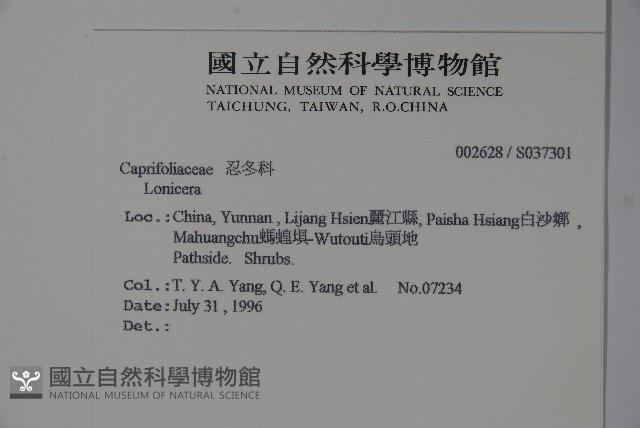 國立自然科學博物館
NATIONAL MUSEUM OF NATURAL SCIENCE
TAICHUNG, TAIWAN, R.O.CHINA
002628 / S037301
Caprifoliaceae 忍冬科
Lonicera
Loc.:China, Yunnan , Lijang Hsien麗江縣, Paisha Hsiang白沙鄉 ,
Mahuangchu螞蝗埧-Wutouti烏頭地
Pathside. Shrubs.
Col.:T. Y. A. Yang, Q. E. Yang et al. No.07234
Date:July 31 , 1996
Det.:
國立自然科學博物館
NATIONAL MUSEUM OF NATURAL SCIENCE